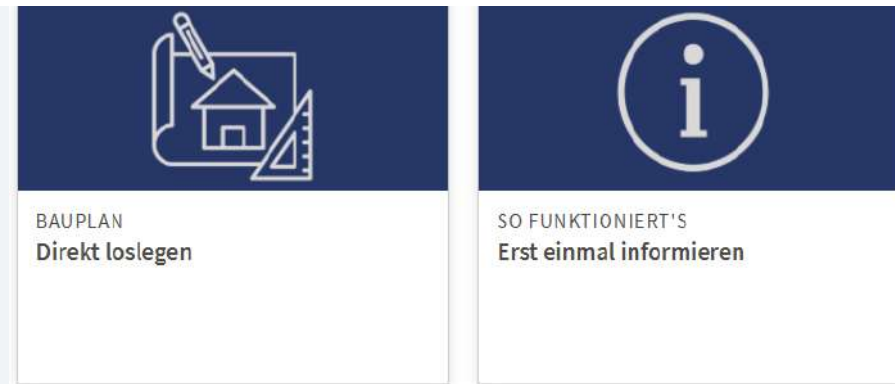 BAUPLAN
Direkt loslegen
SO FUNKTIONIERT'S
Erst einmal informieren